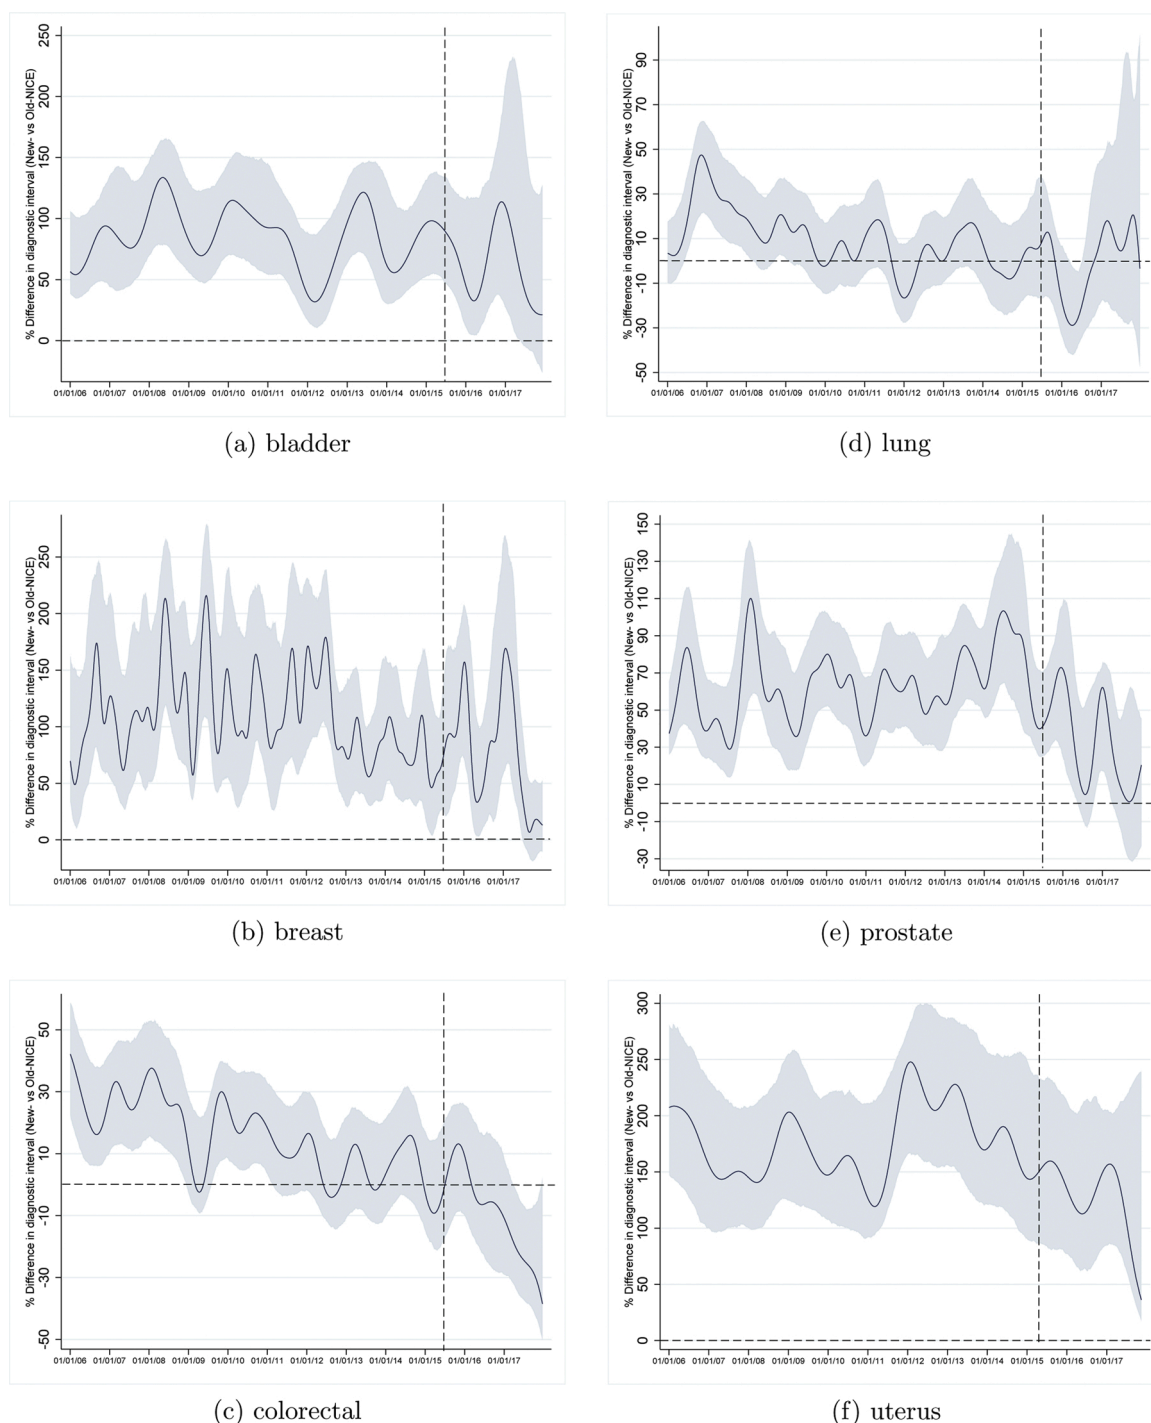 % Difference in diagnostic interval (New- vs Old-NICE)
250
200
150
100
50
0
01/01/06 01/01/07 01/01/08 01/01/09 01/01/10 01/01/11 01/01/12 01/01/13 01/01/14 01/01/15 01/01/16 01/01/17
(a) bladder
% Difference in diagnostic interval (New- vs Old-NICE)
90
70
50
30
10
-10
-30
-50
01/01/06 01/01/07 01/01/08 01/01/09 01/01/10 01/01/11 01/01/12 01/01/13 01/01/14 01/01/15 01/01/16 01/01/17
(d) lung
% Difference in diagnostic interval (New- vs Old-NICE)
250
200
150
100
50
0
01/01/06 01/01/07 01/01/08 01/01/09 01/01/10 01/01/11 01/01/12 01/01/13 01/01/14 01/01/15 01/01/16 01/01/17
(b) breast
% Difference in diagnostic interval (New- vs Old-NICE)
150
130
110
90
70
50
30
10
-10
-30
01/01/06 01/01/07 01/01/08 01/01/09 01/01/10 01/01/11 01/01/12 01/01/13 01/01/14 01/01/15 01/01/16 01/01/17
(e) prostate
% Difference in diagnostic interval (New- vs Old-NICE)
50
30
10
-10
-30
-50
01/01/06 01/01/07 01/01/08 01/01/09 01/01/10 01/01/11 01/01/12 01/01/13 01/01/14 01/01/15 01/01/16 01/01/17
(c) colorectal
% Difference in diagnostic interval (New- vs Old-NICE)
300
250
200
150
100
50
0
01/01/06 01/01/07 01/01/08 01/01/09 01/01/10 01/01/11 01/01/12 01/01/13 01/01/14 01/01/15 01/01/16 01/01/17
(f) uterus